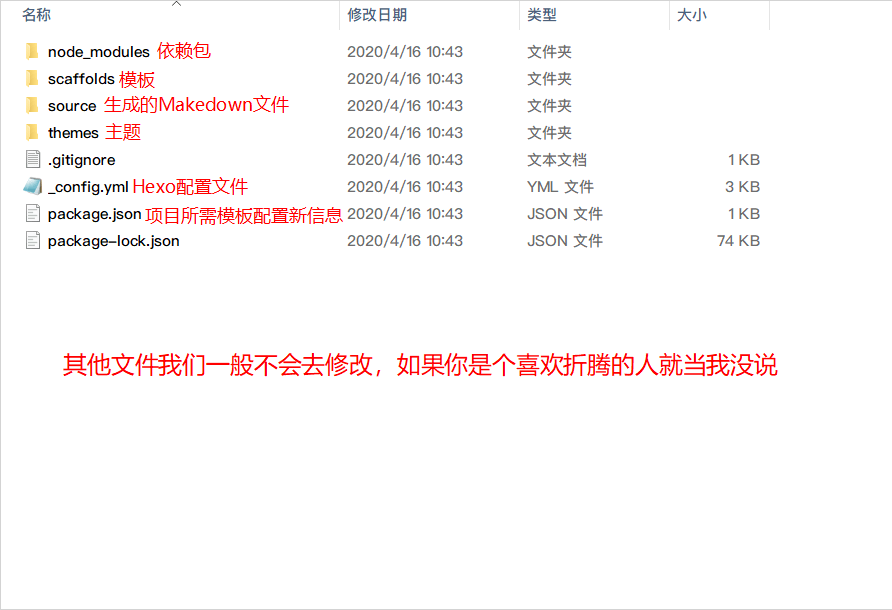 名称 修改日期 类型 大小
node_modules 依赖包 2020/4/16 10:43 文件夹
scaffolds 模板 2020/4/16 10:43 文件夹
source 生成的Makedown文件 2020/4/16 10:43 文件夹
themes 主题 2020/4/16 10:43 文件夹
.gitignore 2020/4/16 10:43 文本文档 1 KB
_config.yml Hexo配置文件 2020/4/16 10:43 YML 文件 3 KB
package.json 项目所需模板配置新信息 2020/4/16 10:43 JSON 文件 1 KB
package-lock.json 2020/4/16 10:43 JSON 文件 74 KB
其他文件我们一般不会去修改，如果你是个喜欢折腾的人就当我没说